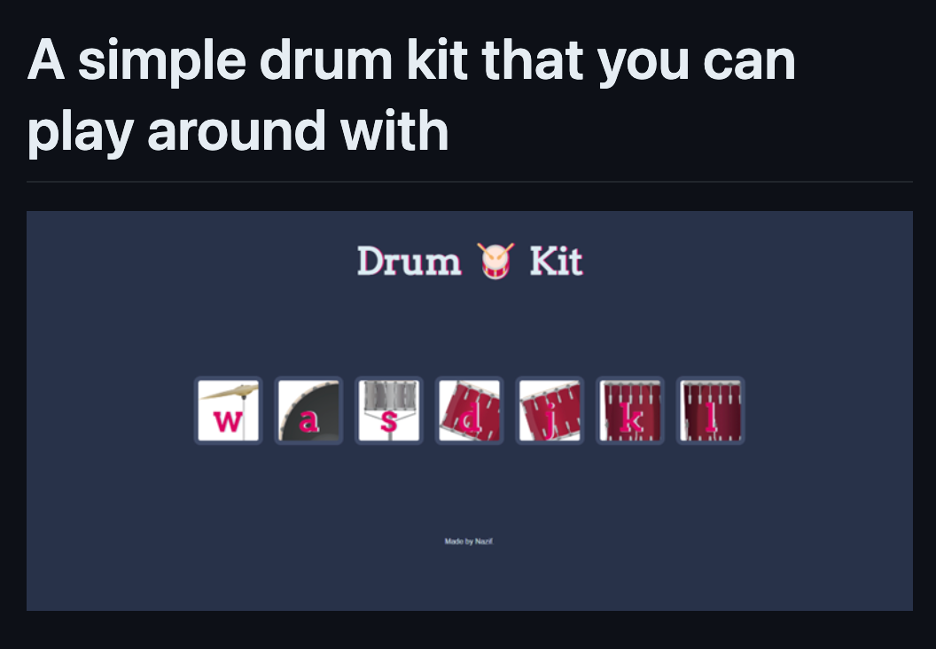 A simple drum kit that you can
play around with
Drum 🥁 Kit
w a s d j k l
Made by Nazif